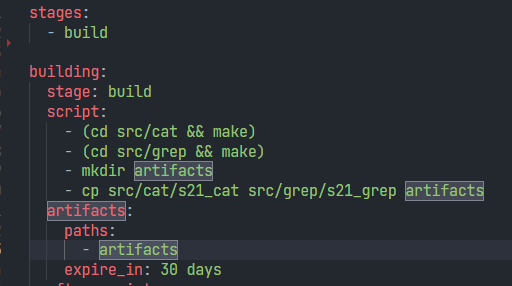 stages:
  - build

building:
  stage: build
  script:
    - (cd src/cat && make)
    - (cd src/grep && make)
    - mkdir artifacts
    - cp src/cat/s21_cat src/grep/s21_grep artifacts
  artifacts:
    paths:
      - artifacts
    expire_in: 30 days